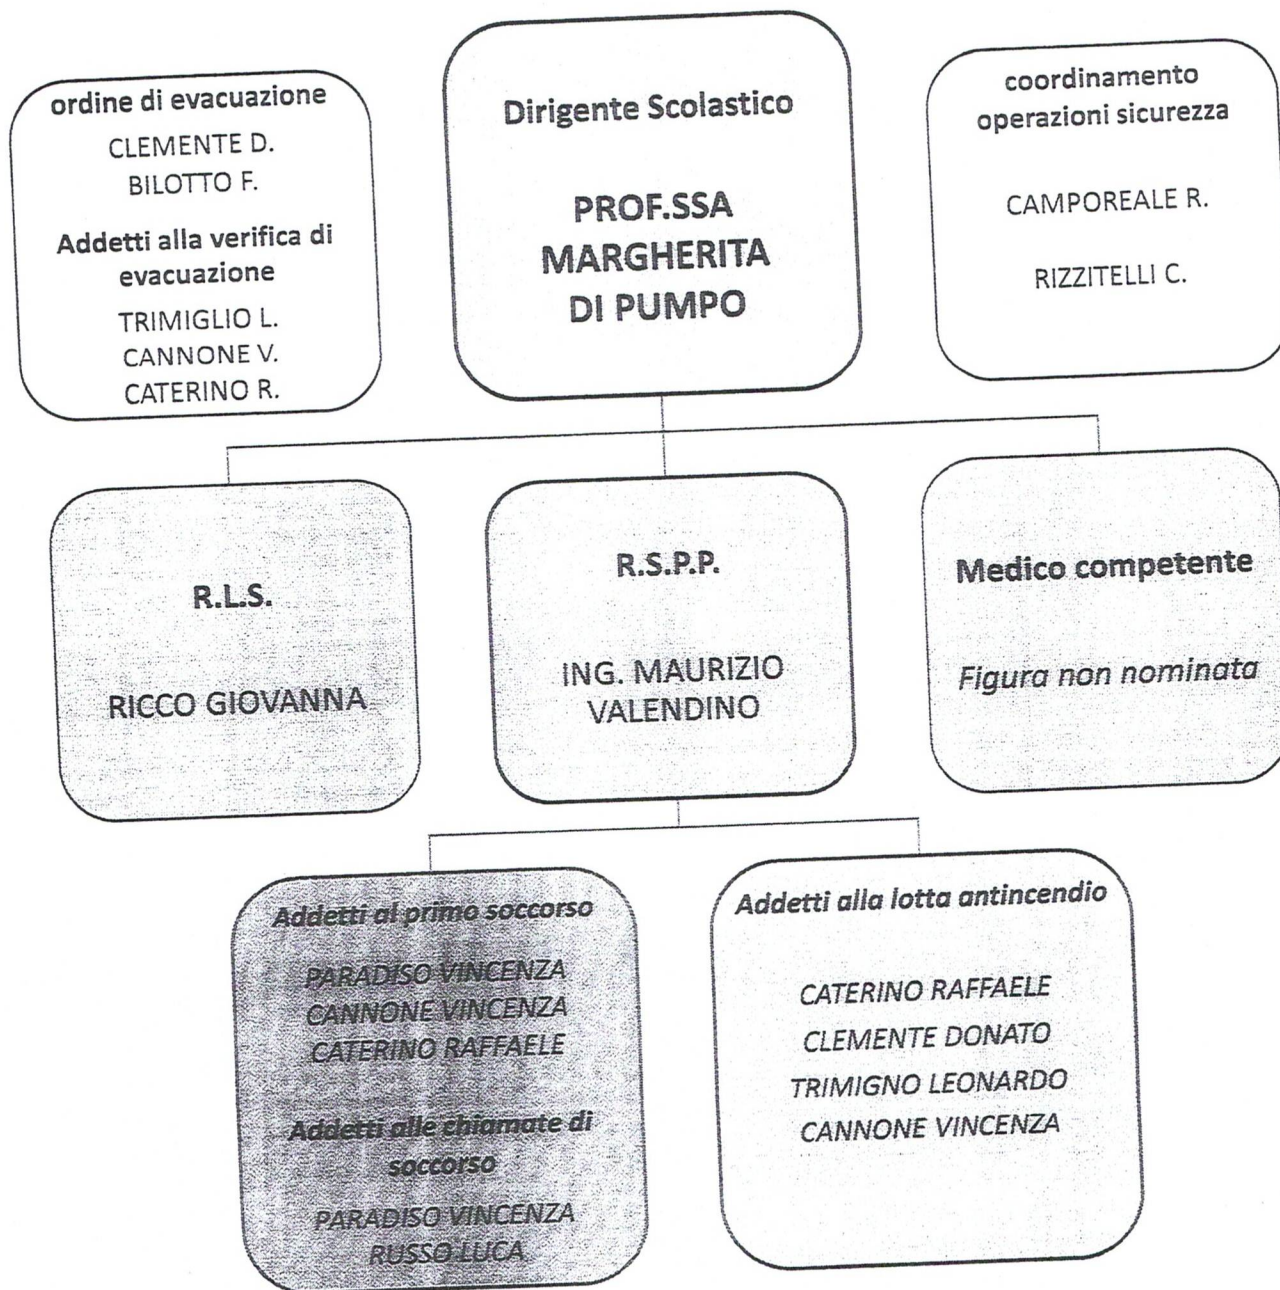 ordine di evacuazione
CLEMENTE D.
BILOTTO F.
Addetti alla verifica di
evacuazione
TRIMIGLIO L.
CANNONE V.
CATERINO R.
Dirigente Scolastico
PROF.SSA
MARGHERITA
DI PUMPO
coordinamento
operazioni sicurezza
CAMPOREALE R.
RIZZITELLI C.
R.L.S.
RICCO GIOVANNA
R.S.P.P.
ING. MAURIZIO
VALENDINO
Medico competente
Figura non nominata
Addetti al primo soccorso
PARADISO VINCENZA
CANNONE VINCENZA
CATERINO RAFFAELE
Addetti alle chiamate di
soccorso
PARADISO VINCENZA
RUSSO LUCA
Addetti alla lotta antincendio
CATERINO RAFFAELE
CLEMENTE DONATO
TRIMIGNO LEONARDO
CANNONE VINCENZA